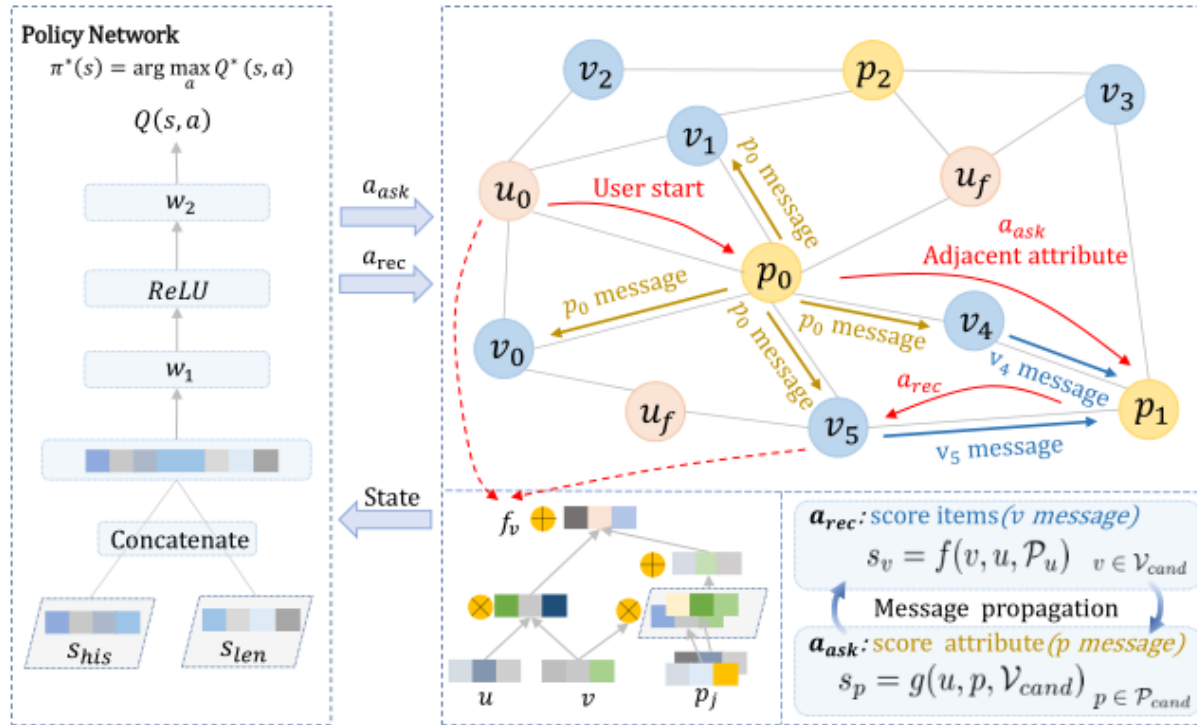 Policy Network
π*(s) = arg max Q*(s, a)
a
Q(s, a)
w₂
ReLU
w₁
Concatenate
s_his
s_len
a_ask
a_rec
State
v₂
p₂
v₃
v₁
u₀
u_f
User start
p₀ message
a_ask
Adjacent attribute
p₀
p₀ message
p₀ message
p₀ message
v₄
v₄ message
v₀
a_rec
p₁
u_f
v₅
v₅ message
f_v
u
v
p_j
a_rec: score items(v message)
s_v = f(v, u, 𝒫_u) v ∈ 𝒱_cand
Message propagation
a_ask: score attribute(p message)
s_p = g(u, p, 𝒱_cand) p ∈ 𝒫_cand